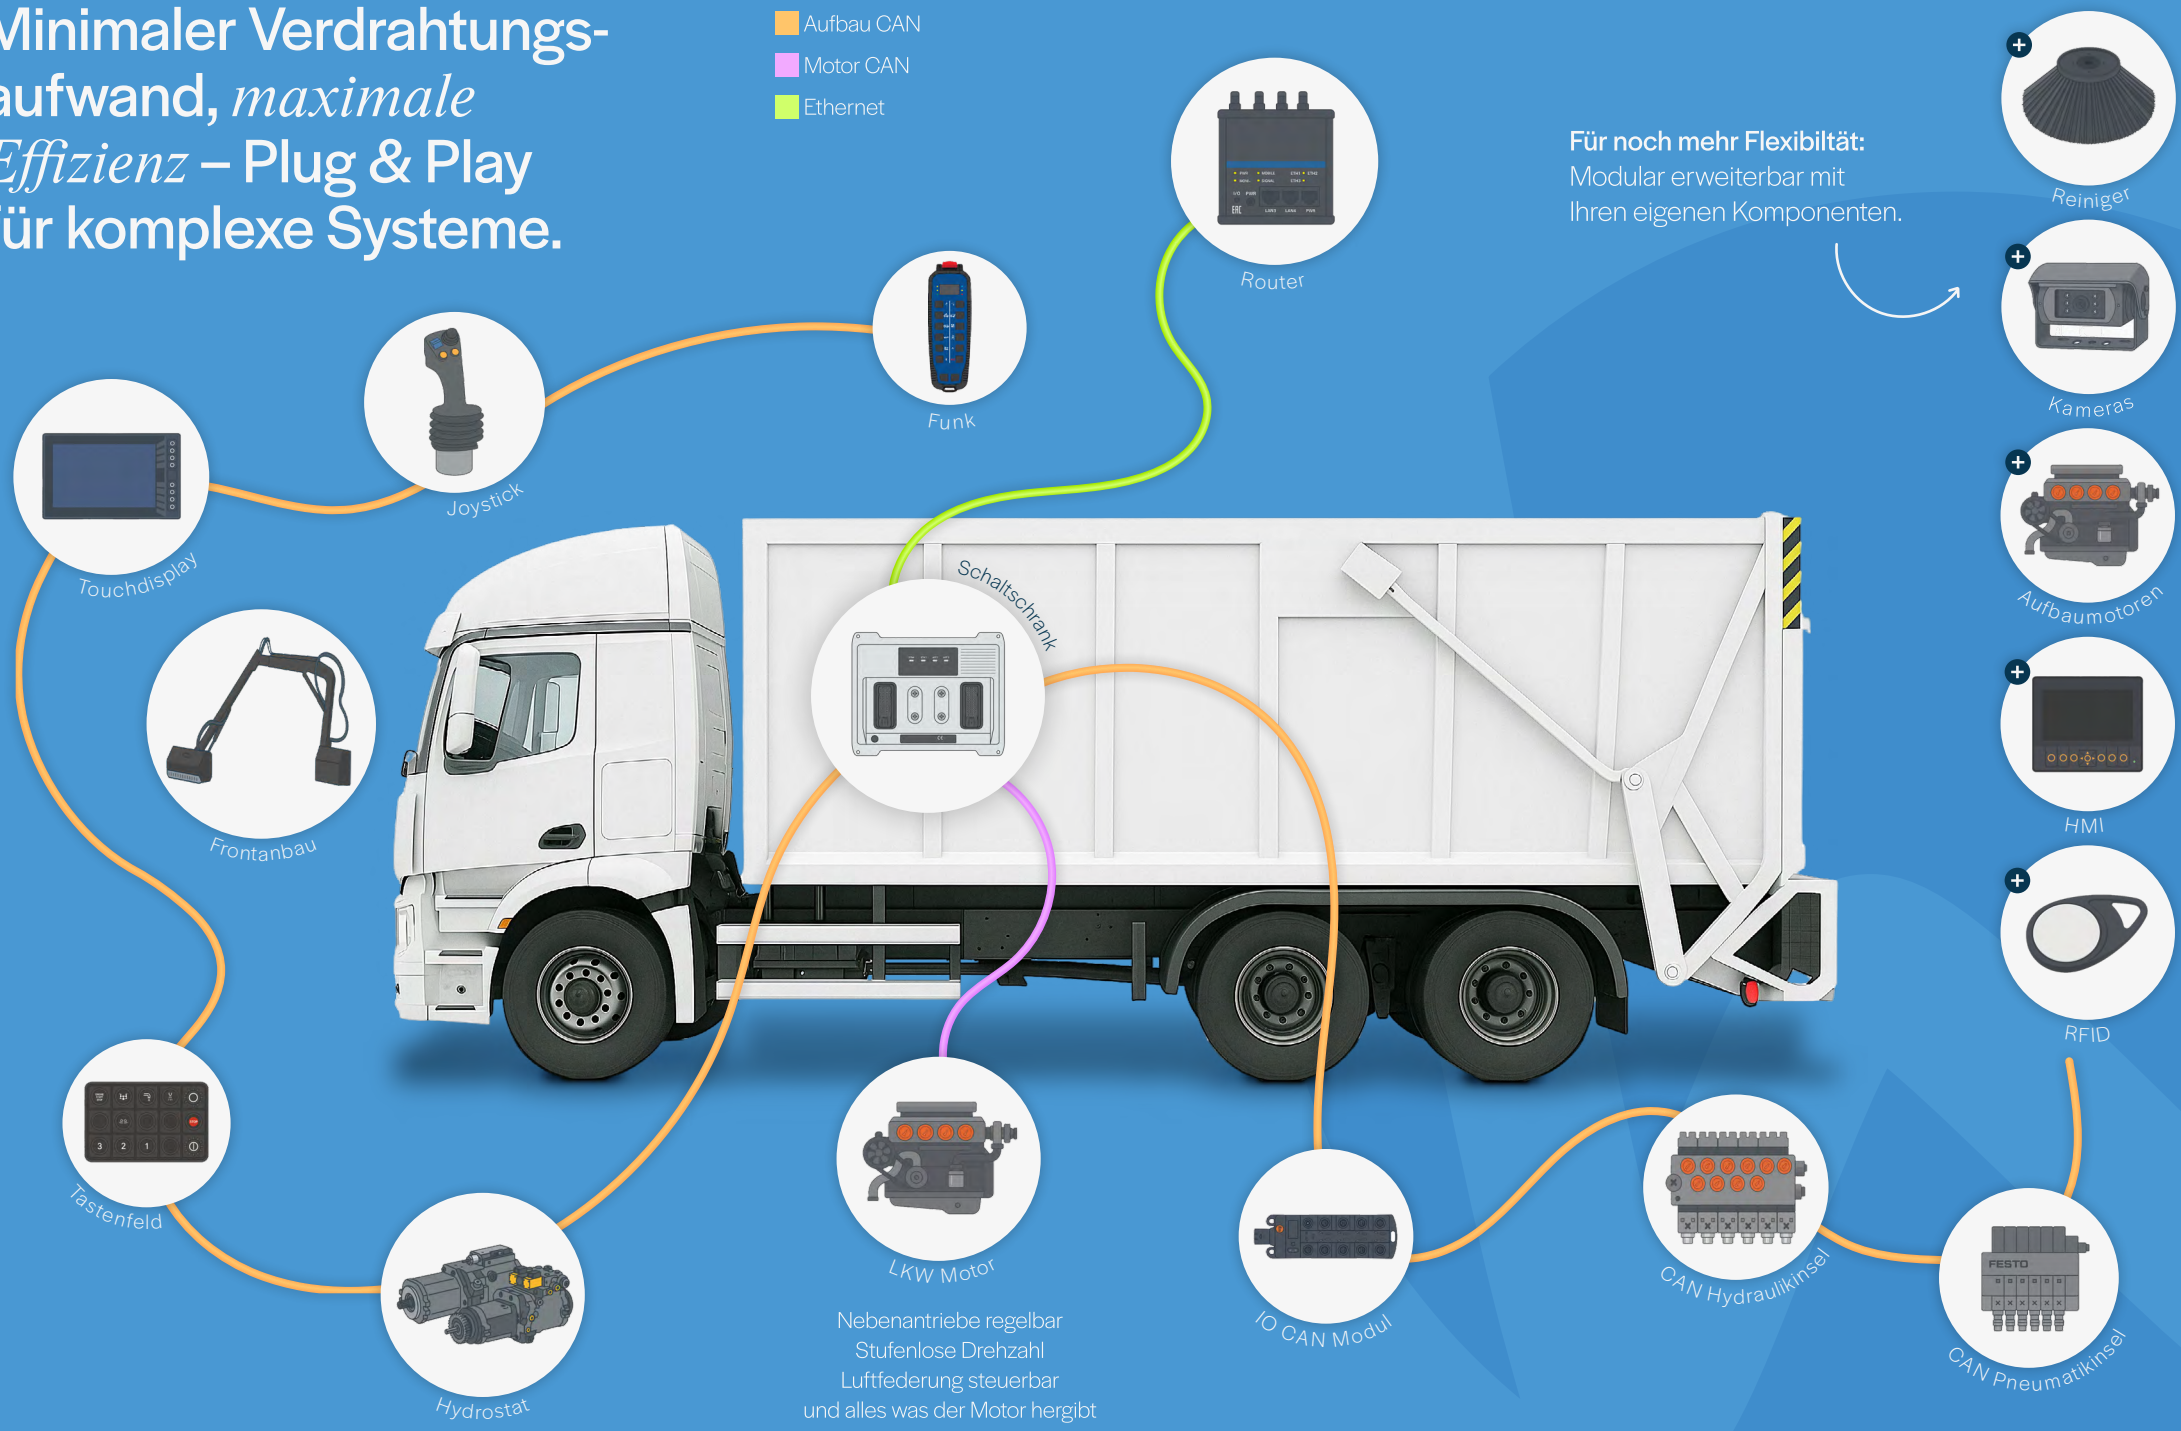 Minimaler Verdrahtungs-
aufwand, maximale
Effizienz – Plug & Play
für komplexe Systeme.
Aufbau CAN
Motor CAN
Ethernet
Router
Für noch mehr Flexibiltät:
Modular erweiterbar mit
Ihren eigenen Komponenten.
Reiniger
Kameras
Aufbaumotoren
HMI
RFID
Funk
Joystick
Touchdisplay
Frontanbau
Schaltschrank
Tastenfeld
3 2 1
Hydrostat
LKW Motor
Nebenantriebe regelbar
Stufenlose Drehzahl
Luftfederung steuerbar
und alles was der Motor hergibt
IO CAN Modul
CAN Hydraulikinsel
FESTO
CAN Pneumatikinsel